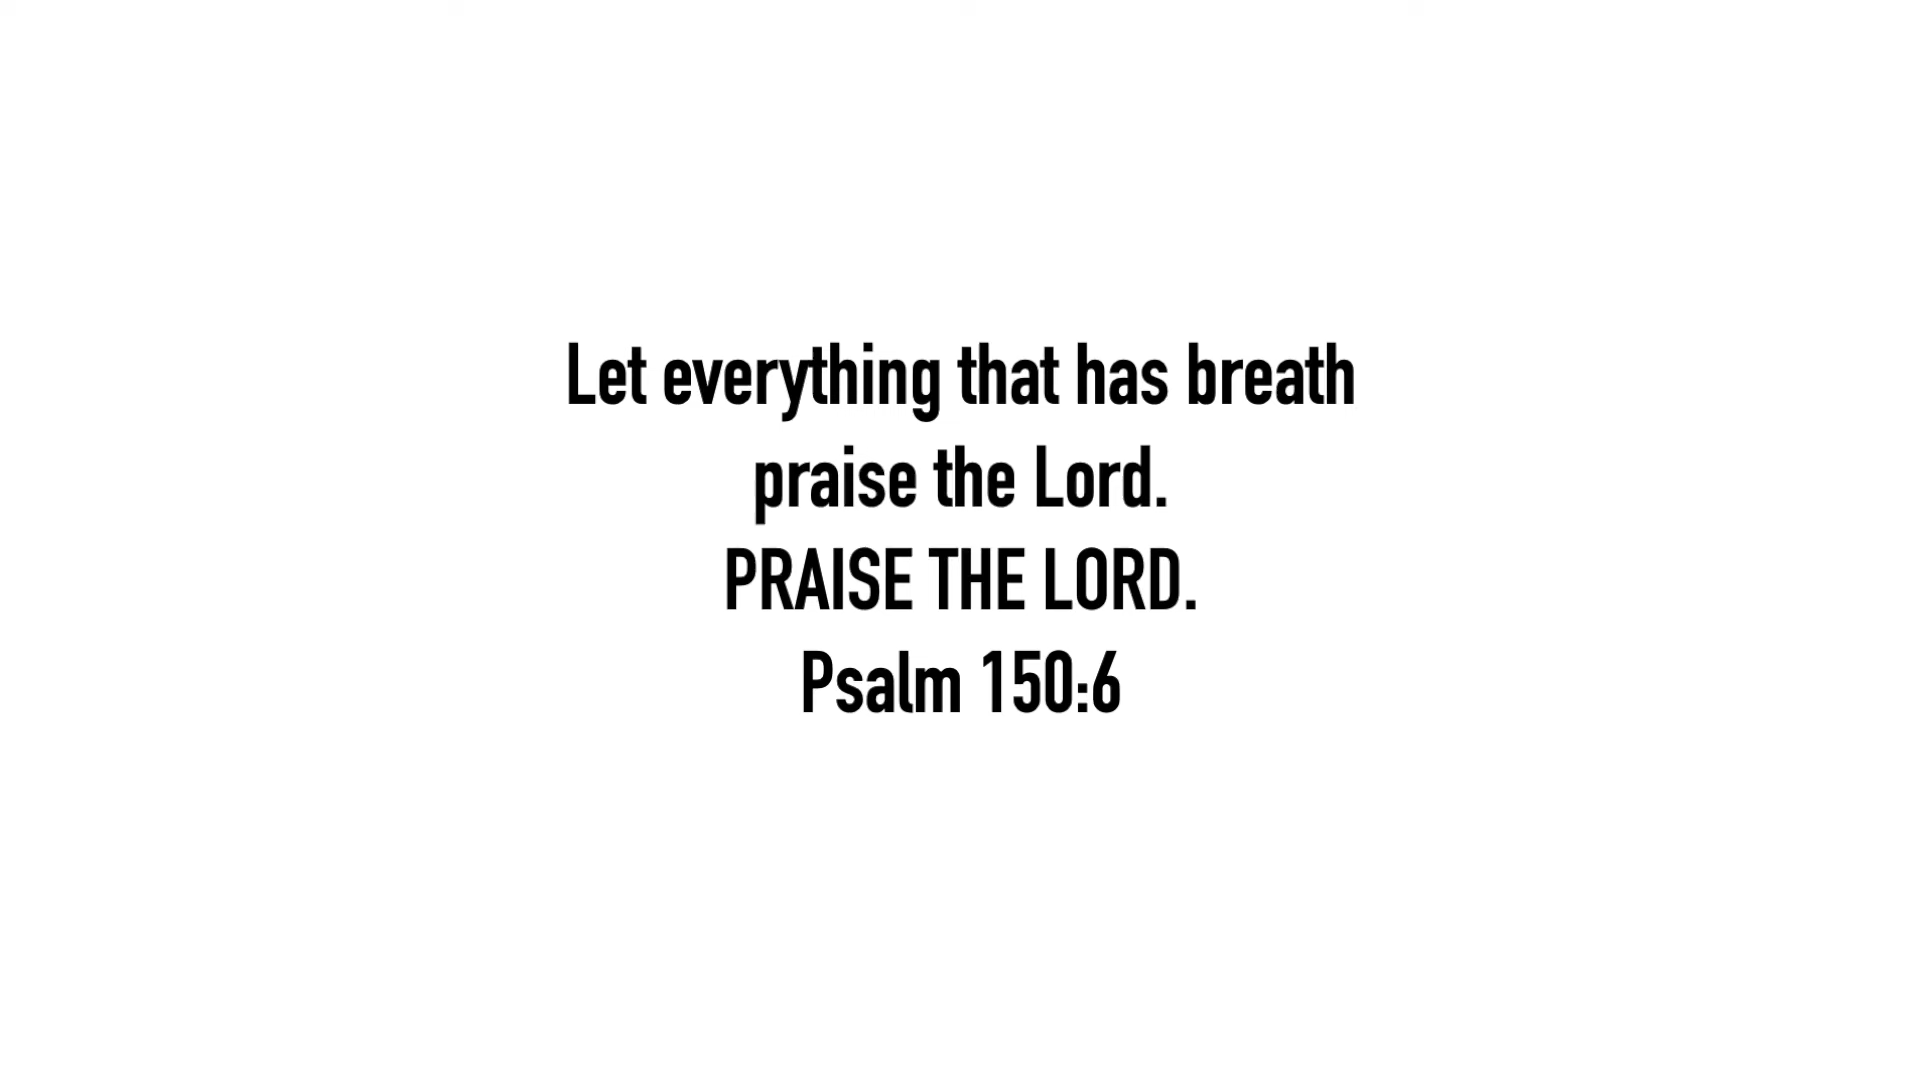 Let everything that has breath
praise the Lord.
PRAISE THE LORD.
Psalm 150:6